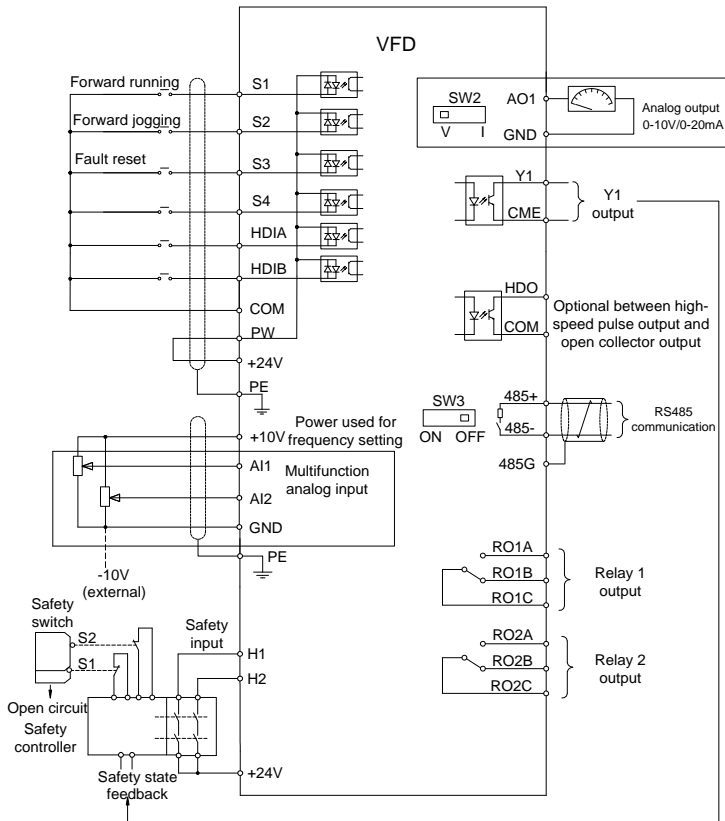 VFD
Forward running
S1
Forward jogging
S2
Fault reset
S3
S4
HDIA
HDIB
COM
PW
+24V
PE
SW2
V I
AO1
GND
Analog output
0-10V/0-20mA
Y1
CME
Y1
output
HDO
COM
Optional between high-
speed pulse output and
open collector output
SW3
ON OFF
485+
485-
485G
RS485
communication
Power used for
frequency setting
+10V
AI1
AI2
Multifunction
analog input
GND
PE
-10V
(external)
RO1A
RO1B
RO1C
Relay 1
output
RO2A
RO2B
RO2C
Relay 2
output
Safety
switch
S2
S1
Open circuit
Safety
controller
Safety
input
H1
H2
+24V
Safety state
feedback